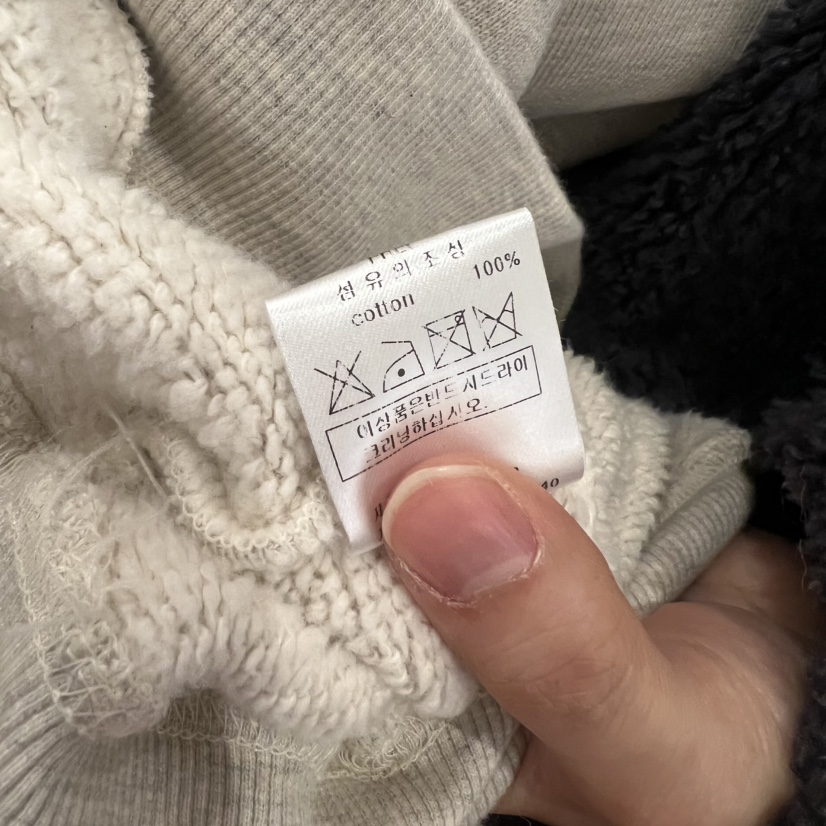 섬유의조성
cotton 100%
이상품은반드시드라이
크리닝하십시오.